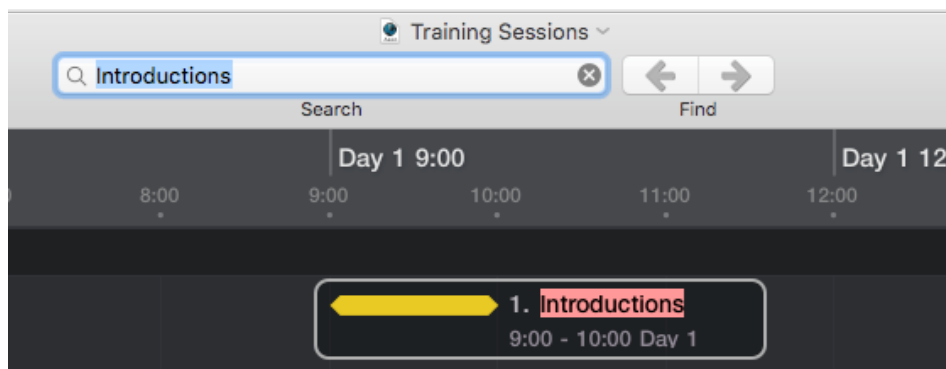 Training Sessions
Introductions
Search
Find
Day 1 9:00
Day 1 12
8:00
9:00
10:00
11:00
12:00
1. Introductions
9:00 - 10:00 Day 1